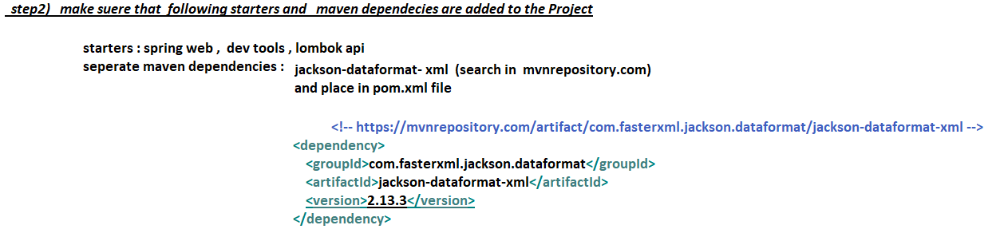 step2) make suere that following starters and maven dependecies are added to the Project
starters : spring web , dev tools , lombok api
seperate maven dependencies : jackson-dataformat- xml (search in mvnrepository.com)
and place in pom.xml file
<!-- https://mvnrepository.com/artifact/com.fasterxml.jackson.dataformat/jackson-dataformat-xml -->
<dependency>
<groupId>com.fasterxml.jackson.dataformat</groupId>
<artifactId>jackson-dataformat-xml</artifactId>
<version>2.13.3</version>
</dependency>